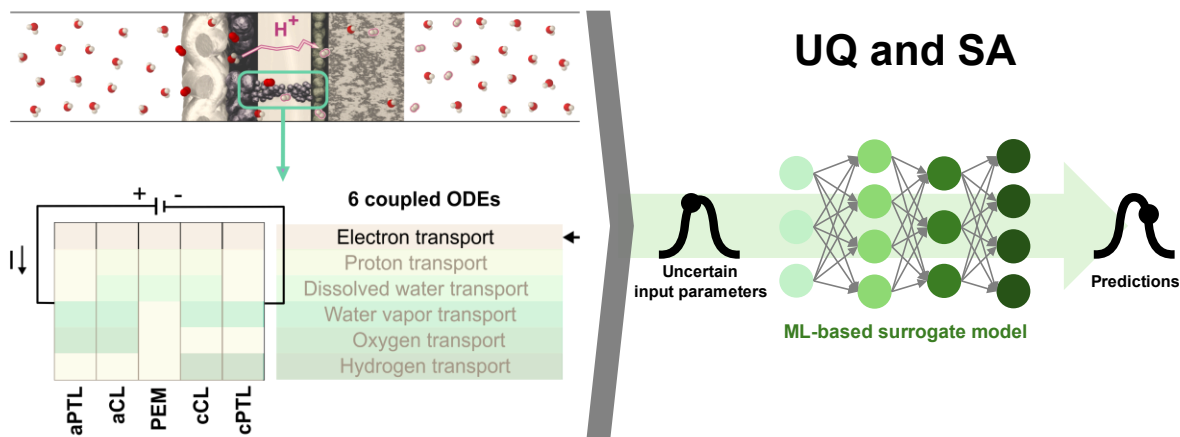 H+
+ -
6 coupled ODEs
Electron transport
Proton transport
Dissolved water transport
Water vapor transport
Oxygen transport
Hydrogen transport
I
aPTL
aCL
PEM
cCL
cPTL
UQ and SA
Uncertain
input parameters
ML-based surrogate model
Predictions